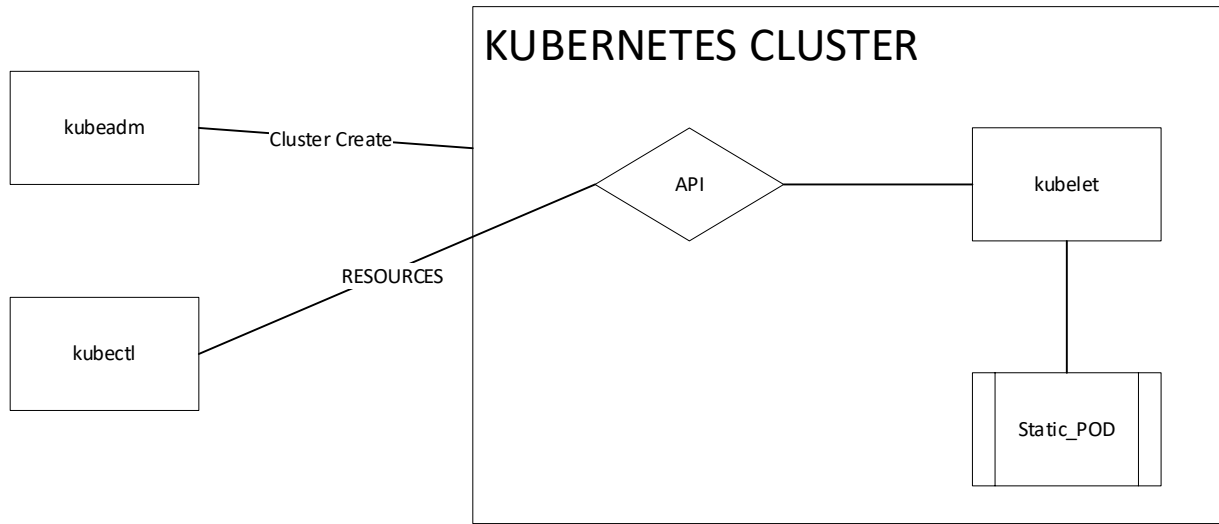 KUBERNETES CLUSTER
kubeadm
Cluster Create
API
kubelet
RESOURCES
kubectl
Static_POD